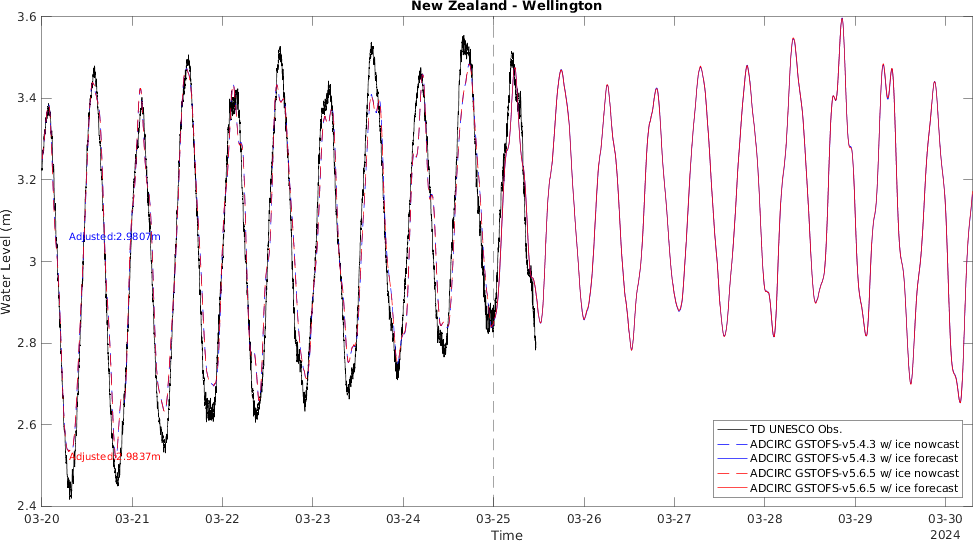 New Zealand - Wellington
3.6
3.4
3.2
3
2.8
2.6
2.4
Water Level (m)
Adjusted:2.9807m
Adjusted:2.9837m
TD UNESCO Obs.
ADCIRC GSTOFS-v5.4.3 w/ ice nowcast
ADCIRC GSTOFS-v5.4.3 w/ ice forecast
ADCIRC GSTOFS-v5.6.5 w/ ice nowcast
ADCIRC GSTOFS-v5.6.5 w/ ice forecast
03-20 03-21 03-22 03-23 03-24 03-25 03-26 03-27 03-28 03-29 03-30
2024
Time